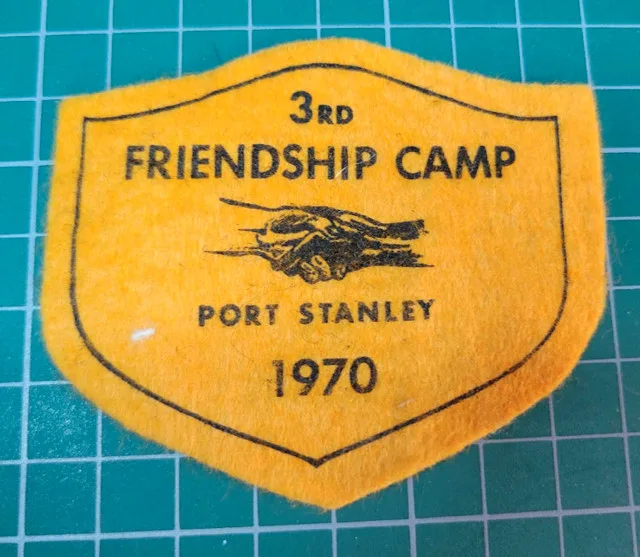 3RD
FRIENDSHIP CAMP
PORT STANLEY
1970